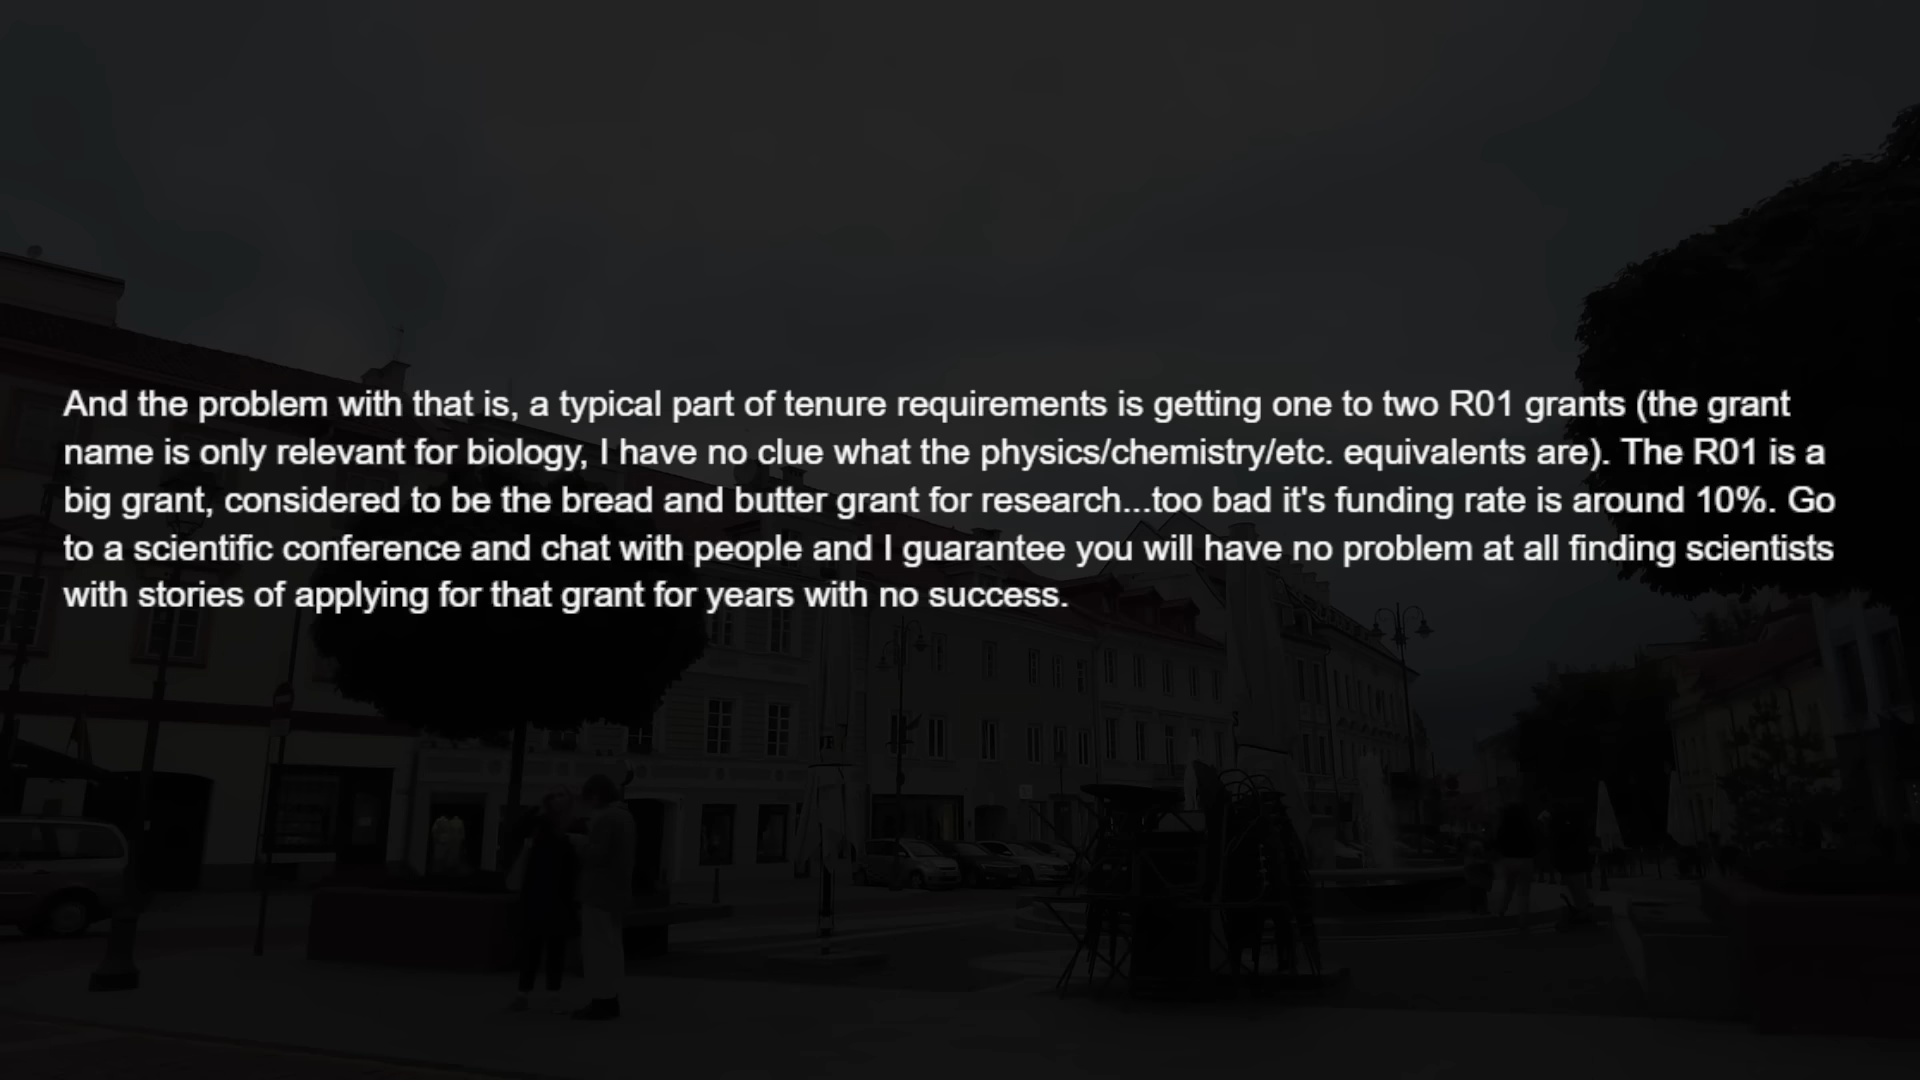 And the problem with that is, a typical part of tenure requirements is getting one to two R01 grants (the grant
name is only relevant for biology, I have no clue what the physics/chemistry/etc. equivalents are). The R01 is a
big grant, considered to be the bread and butter grant for research...too bad it's funding rate is around 10%. Go
to a scientific conference and chat with people and I guarantee you will have no problem at all finding scientists
with stories of applying for that grant for years with no success.